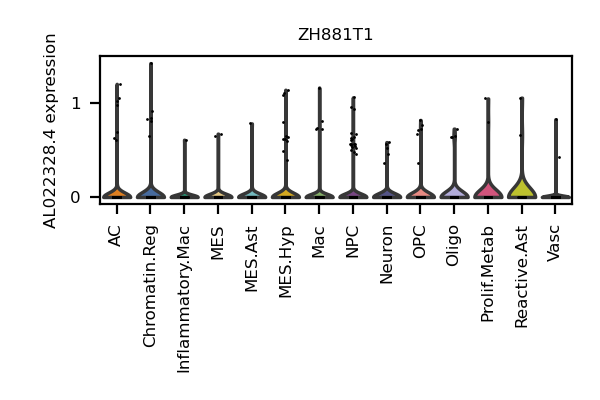 ZH881T1
AL022328.4 expression
1
0
AC
Chromatin.Reg
Inflammatory.Mac
MES
MES.Ast
MES.Hyp
Mac
NPC
Neuron
OPC
Oligo
Prolif.Metab
Reactive.Ast
Vasc